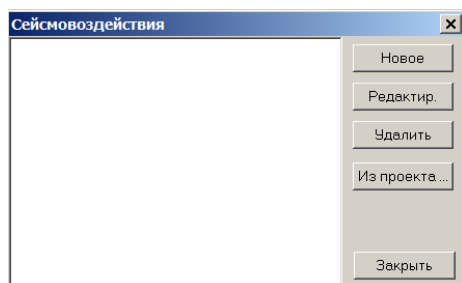 Сейсмовоздействия
Новое
Редактир.
Удалить
Из проекта ...
Закрыть